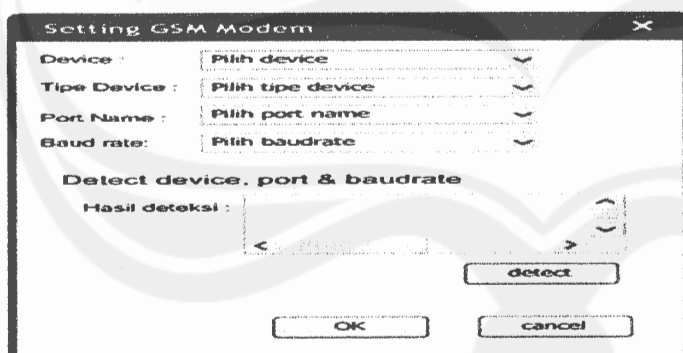 Setting GSM Modem
Device : Pilih device
Tipe Device : Pilih tipe device
Port Name : Pilih port name
Baud rate: Pilih baudrate
Detect device, port & baudrate
Hasil deteksi :
detect
OK cancel